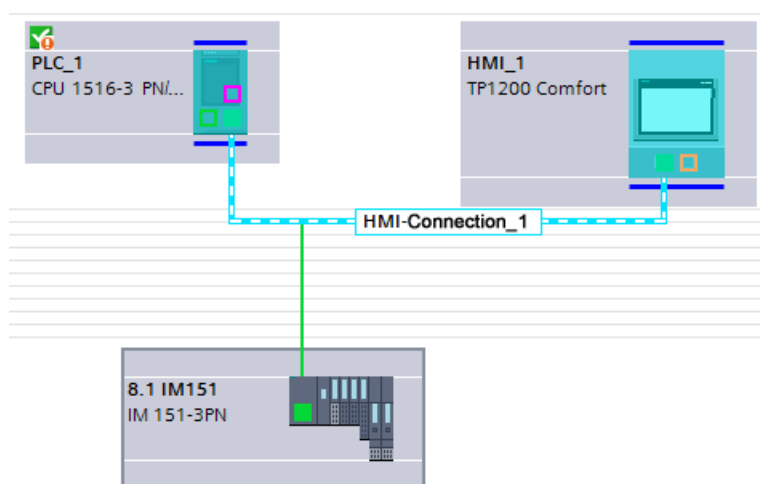 PLC_1
CPU 1516-3 PN/...
HMI_1
TP1200 Comfort
HMI-Connection_1
8.1 IM151
IM 151-3PN